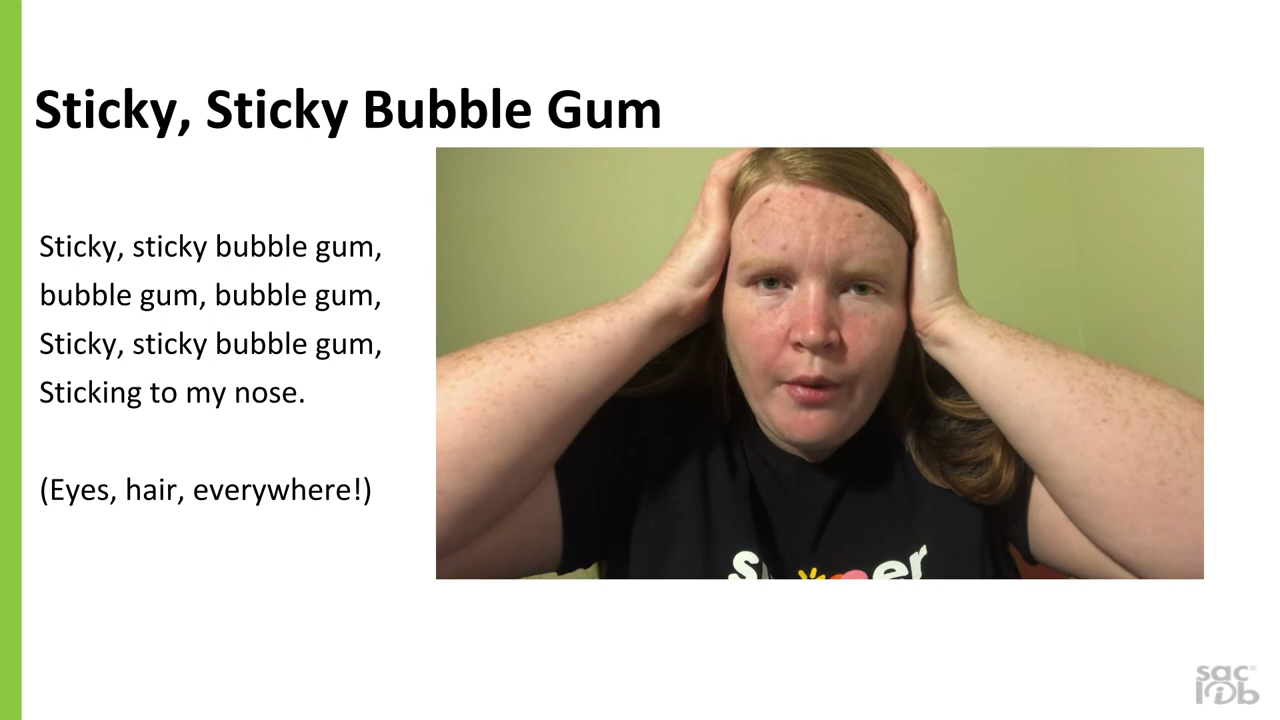 Sticky, Sticky Bubble Gum
Sticky, sticky bubble gum,
bubble gum, bubble gum,
Sticky, sticky bubble gum,
Sticking to my nose.
(Eyes, hair, everywhere!)
sac
lib